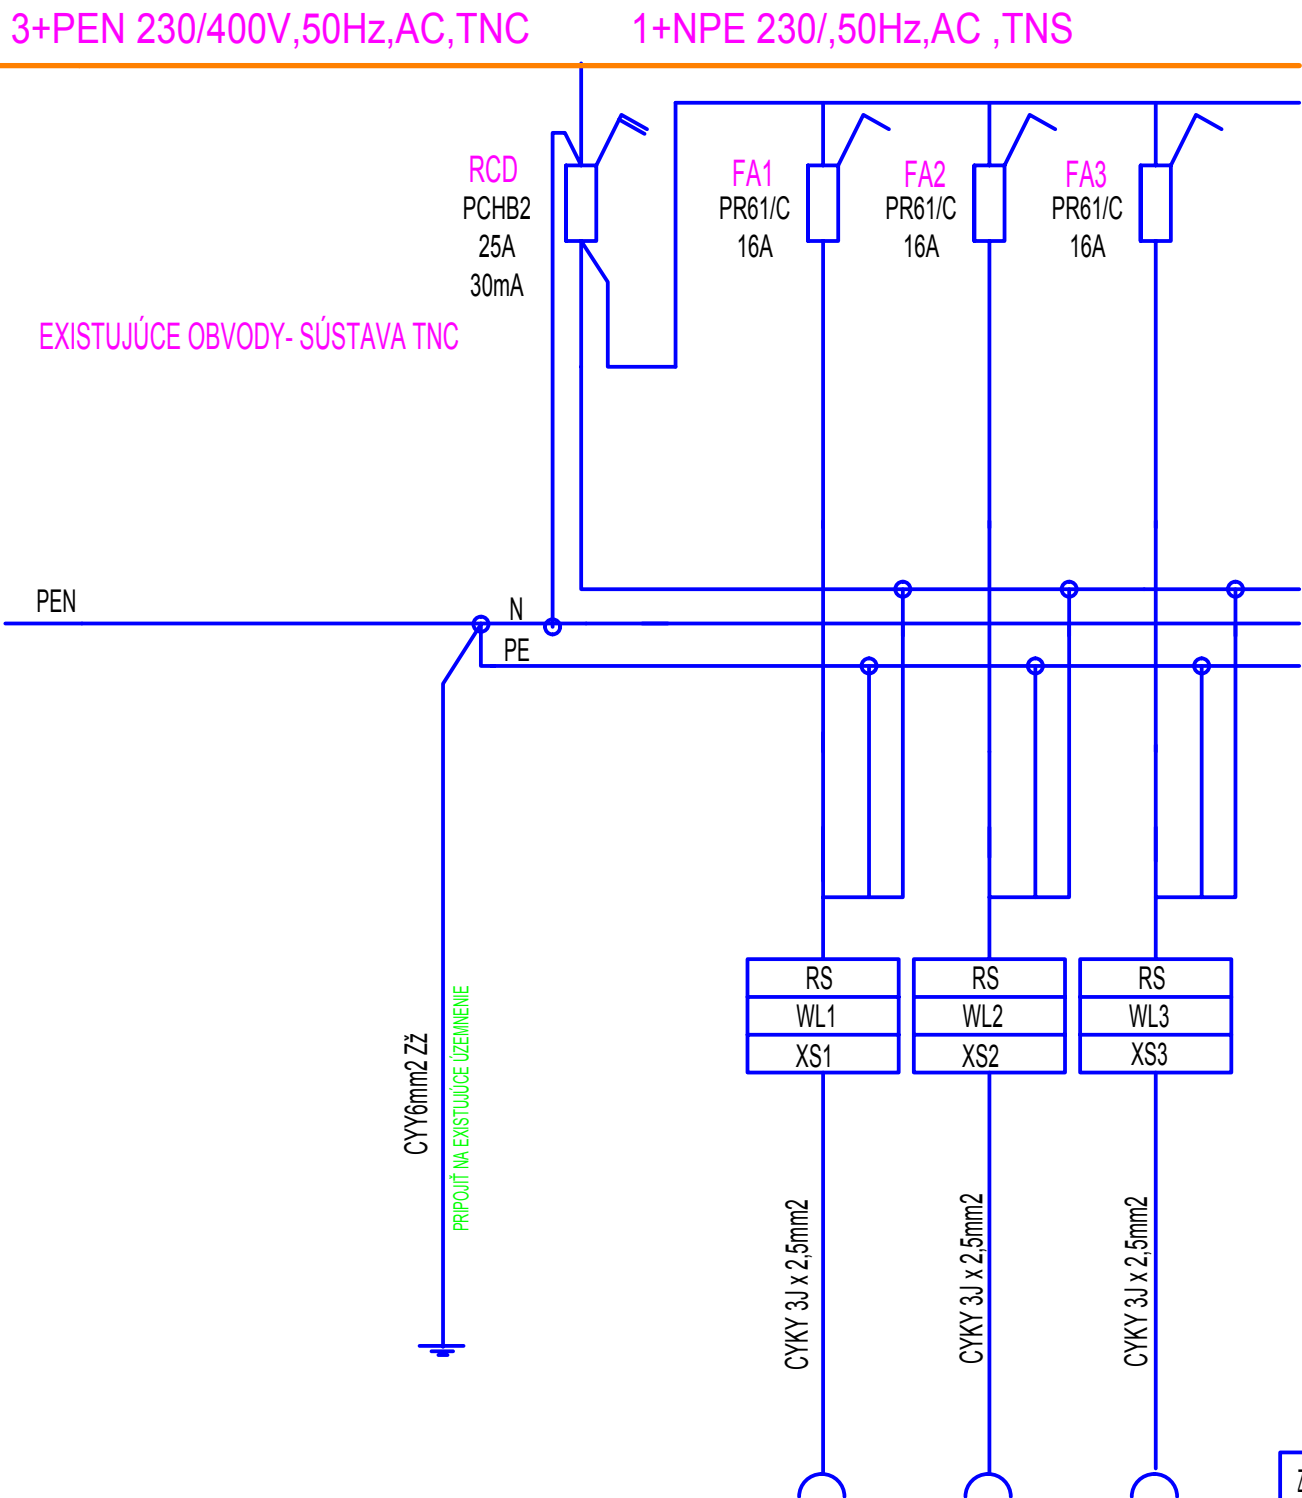 3+PEN 230/400V,50Hz,AC,TNC
1+NPE 230/,50Hz,AC ,TNS
RCD
PCHB2
25A
30mA
FA1
PR61/C
16A
FA2
PR61/C
16A
FA3
PR61/C
16A
EXISTUJÚCE OBVODY- SÚSTAVA TNC
PEN
N
PE
RS
WL1
XS1
RS
WL2
XS2
RS
WL3
XS3
CYY6mm2 Zž
PRIPOJIŤ NA EXISTUJÚCE ÚZEMNENIE
CYKY 3J x 2,5mm2
CYKY 3J x 2,5mm2
CYKY 3J x 2,5mm2